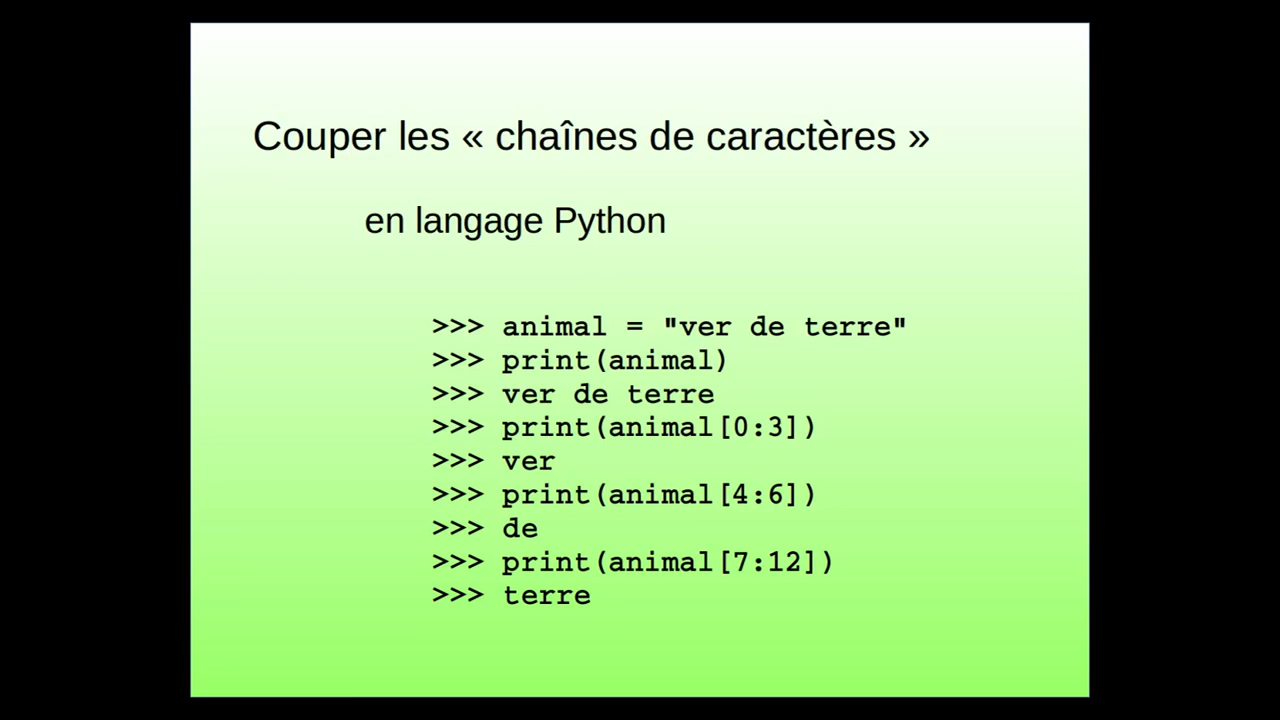 Couper les « chaînes de caractères »
en langage Python
>>> animal = "ver de terre"
>>> print(animal)
>>> ver de terre
>>> print(animal[0:3])
>>> ver
>>> print(animal[4:6])
>>> de
>>> print(animal[7:12])
>>> terre